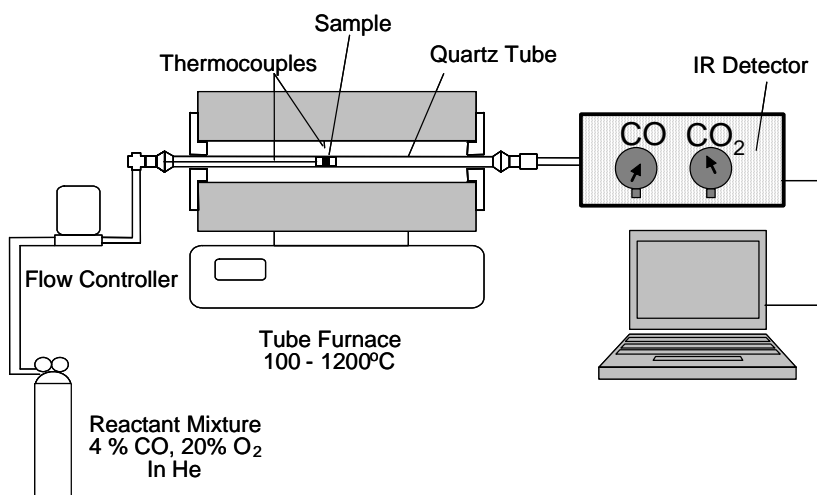 Sample
Thermocouples
Quartz Tube
IR Detector
CO CO₂
Flow Controller
Tube Furnace
100 - 1200ºC
Reactant Mixture
4 % CO, 20% O₂
In He